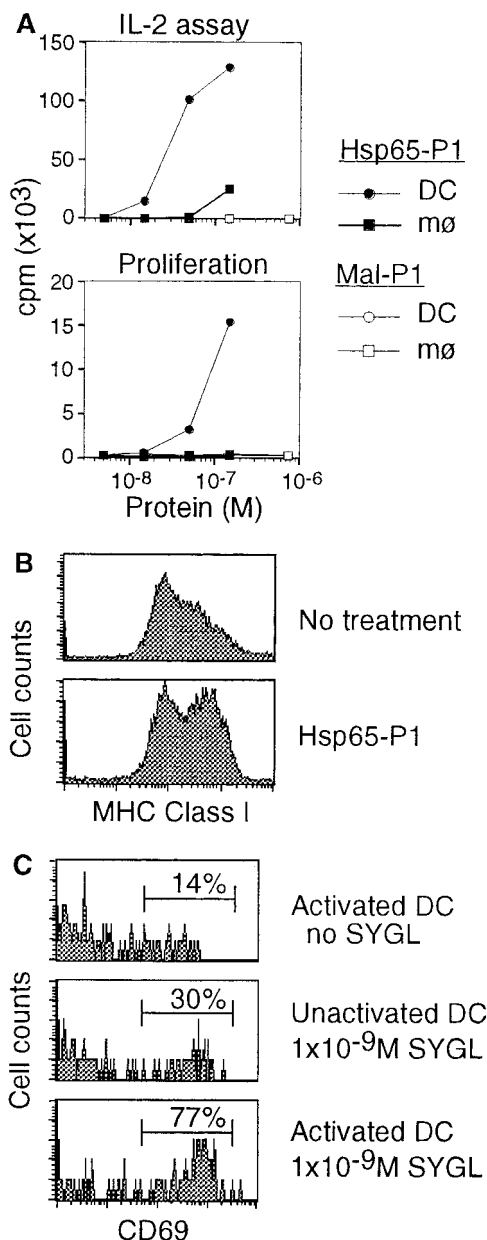 A
IL-2 assay
150
100
50
0
cpm (x10³)
Proliferation
20
15
10
5
0
10⁻⁸ 10⁻⁷ 10⁻⁶
Protein (M)
Hsp65-P1
DC
mø
Mal-P1
DC
mø
B
Cell counts
No treatment
Hsp65-P1
MHC Class I
C
Cell counts
14%
Activated DC
no SYGL
30%
Unactivated DC
1x10⁻⁹M SYGL
77%
Activated DC
1x10⁻⁹M SYGL
CD69